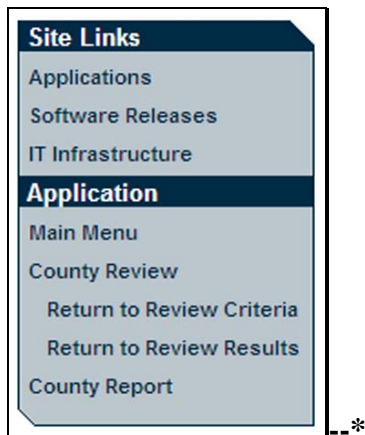 Site Links
Applications
Software Releases
IT Infrastructure
Application
Main Menu
County Review
Return to Review Criteria
Return to Review Results
County Report
--*